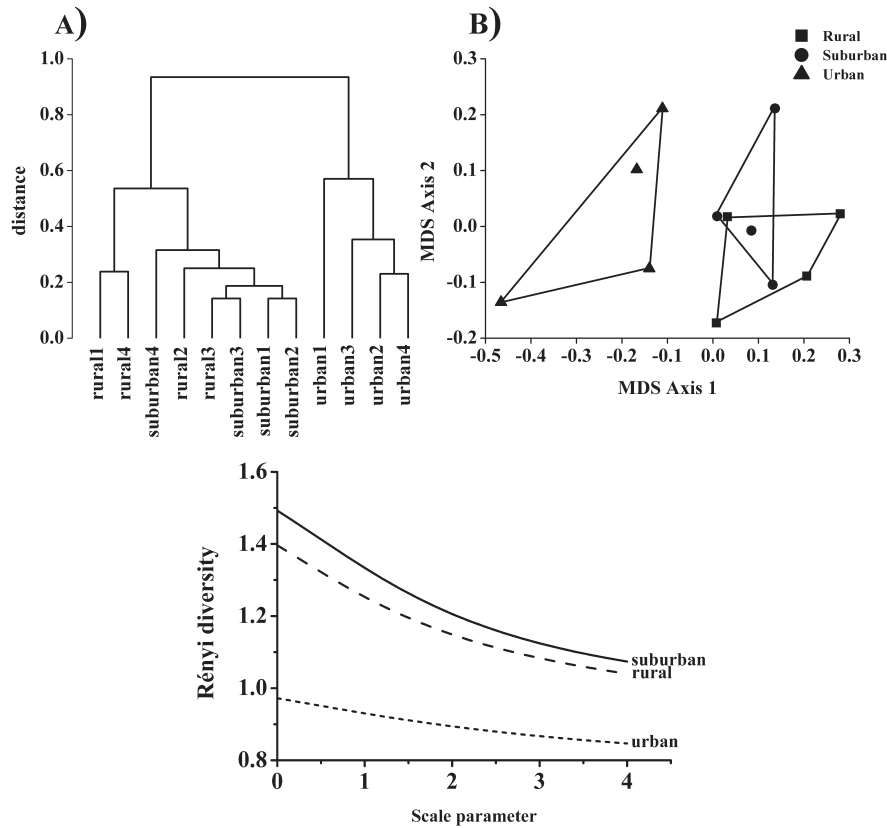 A)
distance
1.0
0.8
0.6
0.4
0.2
0.0
rural1
rural4
suburban4
rural2
rural3
suburban3
suburban1
suburban2
urban1
urban3
urban2
urban4
B)
Rural
Suburban
Urban
MDS Axis 2
0.3
0.2
0.1
0.0
-0.1
-0.2
-0.5
-0.4
-0.3
-0.2
-0.1
0.0
0.1
0.2
0.3
MDS Axis 1
Rényi diversity
1.6
1.4
1.2
1.0
0.8
suburban
rural
urban
0
1
2
3
4
Scale parameter